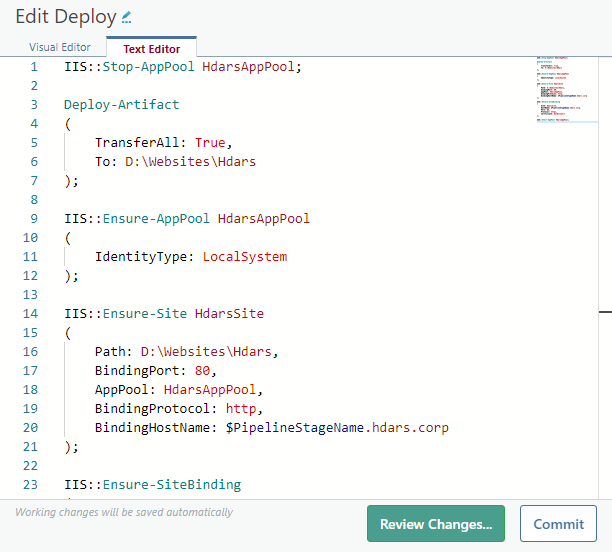 Edit Deploy
Visual Editor Text Editor
1 IIS::Stop-AppPool HdarsAppPool;
2
3 Deploy-Artifact
4 (
5 TransferAll: True,
6 To: D:\Websites\Hdars
7 );
8
9 IIS::Ensure-AppPool HdarsAppPool
10 (
11 IdentityType: LocalSystem
12 );
13
14 IIS::Ensure-Site HdarsSite
15 (
16 Path: D:\Websites\Hdars,
17 BindingPort: 80,
18 AppPool: HdarsAppPool,
19 BindingProtocol: http,
20 BindingHostName: $PipelineStageName.hdars.corp
21 );
22
23 IIS::Ensure-SiteBinding
Working changes will be saved automatically
Review Changes... Commit